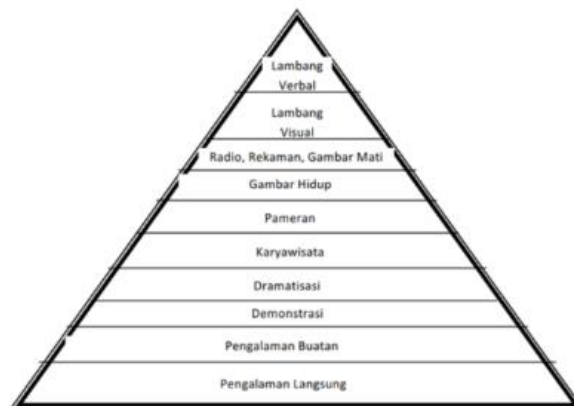 Lambang
Verbal
Lambang
Visual
Radio, Rekaman, Gambar Mati
Gambar Hidup
Pameran
Karyawisata
Dramatisasi
Demonstrasi
Pengalaman Buatan
Pengalaman Langsung